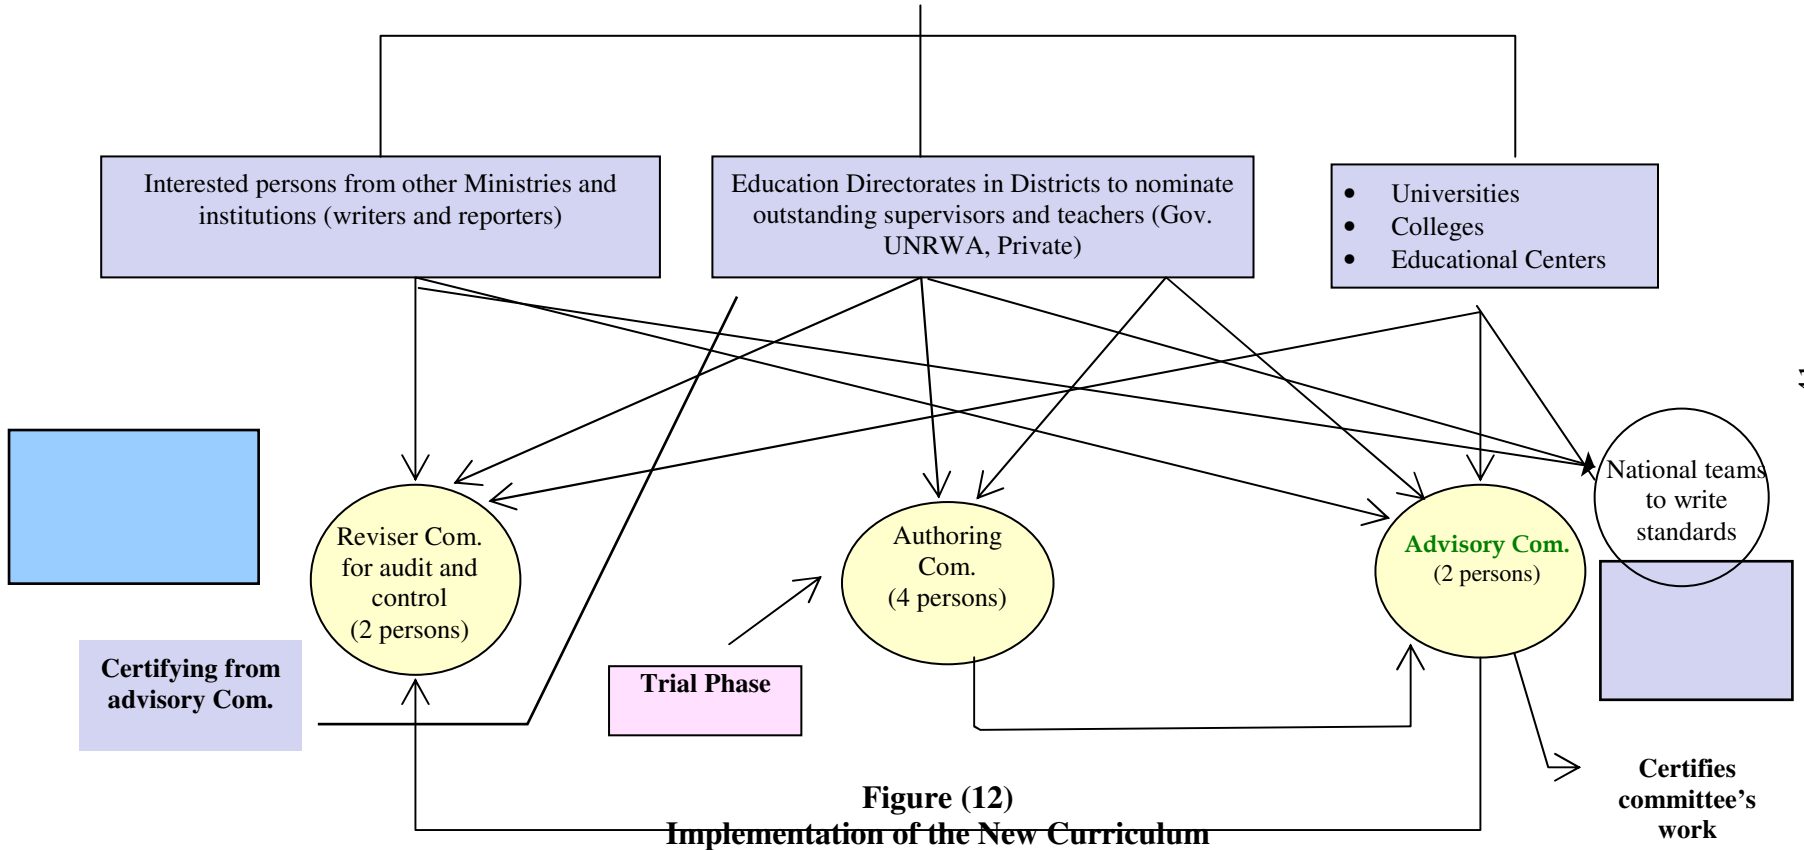 Interested persons from other Ministries and
institutions (writers and reporters)
Education Directorates in Districts to nominate
outstanding supervisors and teachers (Gov.
UNRWA, Private)
• Universities
• Colleges
• Educational Centers
National teams
to write
standards
Reviser Com.
for audit and
control
(2 persons)
Authoring
Com.
(4 persons)
Advisory Com.
(2 persons)
Certifying from
advisory Com.
Trial Phase
Certifies
committee's
work
Figure (12)
Implementation of the New Curriculum